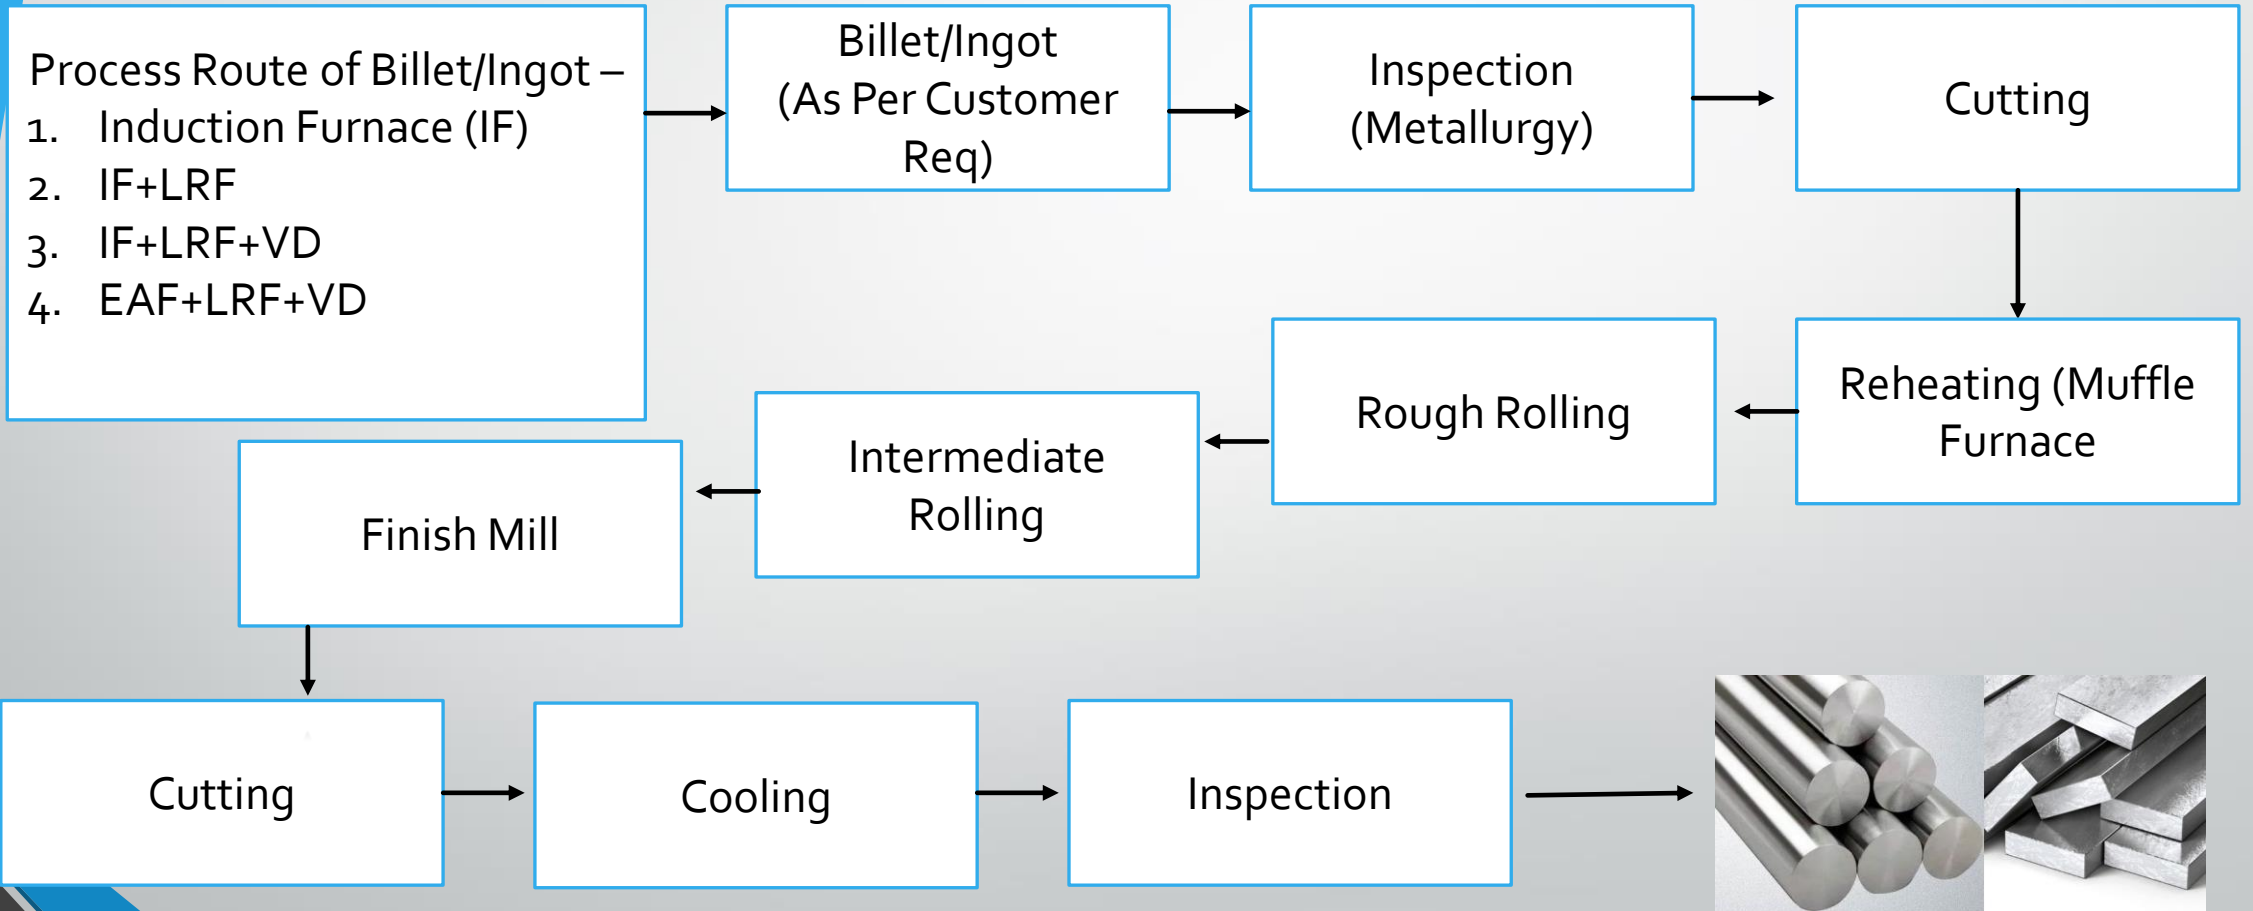 Process Route of Billet/Ingot –
1. Induction Furnace (IF)
2. IF+LRF
3. IF+LRF+VD
4. EAF+LRF+VD
Billet/Ingot
(As Per Customer
Req)
Inspection
(Metallurgy)
Cutting
Reheating (Muffle
Furnace
Rough Rolling
Intermediate
Rolling
Finish Mill
Cutting
Cooling
Inspection